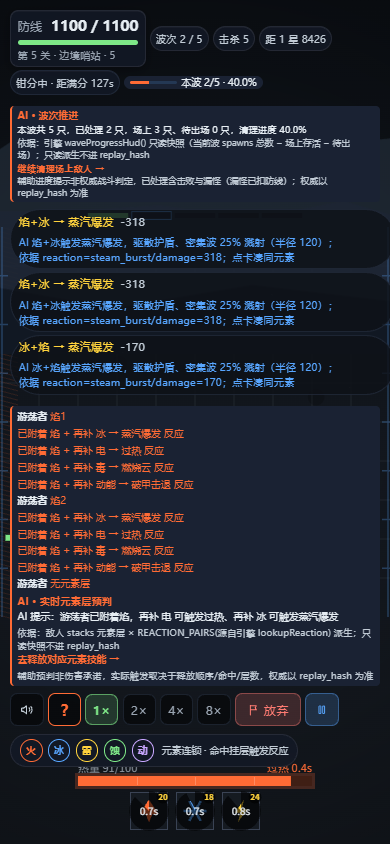 防线 1100 / 1100
第 5 关 · 边境哨站 · 5
波次 2 / 5
击杀 5
距 1 星 8426
钳分中 · 距满分 127s
本波 2/5 · 40.0%
AI • 波次推进
本波共 5 只，已处理 2 只，场上 3 只、待出场 0 只，清理进度 40.0%
依据：引擎 waveProgressHud() 只读快照（当前波 spawns 总数 − 场上存活 − 待出
场）；只读派生不进 replay_hash
继续清理场上敌人 →
辅助进度提示非权威战斗判定，已处理含击败与漏怪（漏怪已扣防线）；权威以
replay_hash 为准
焰+冰 → 蒸汽爆发 -318
AI 焰+冰触发蒸汽爆发，驱散护盾、密集波 25% 溅射（半径 120）；
依据 reaction=steam_burst/damage=318；点卡凑同元素
焰+冰 → 蒸汽爆发 -318
AI 焰+冰触发蒸汽爆发，驱散护盾、密集波 25% 溅射（半径 120）；
依据 reaction=steam_burst/damage=318；点卡凑同元素
冰+焰 → 蒸汽爆发 -170
AI 冰+焰触发蒸汽爆发，驱散护盾、密集波 25% 溅射（半径 120）；
依据 reaction=steam_burst/damage=170；点卡凑同元素
游荡者 焰1
已附着 焰 + 再补 冰 → 蒸汽爆发 反应
已附着 焰 + 再补 电 → 过热 反应
已附着 焰 + 再补 毒 → 燃烧云 反应
已附着 焰 + 再补 动能 → 破甲击退 反应
游荡者 焰2
已附着 焰 + 再补 冰 → 蒸汽爆发 反应
已附着 焰 + 再补 电 → 过热 反应
已附着 焰 + 再补 毒 → 燃烧云 反应
已附着 焰 + 再补 动能 → 破甲击退 反应
游荡者 无元素层
AI • 实时元素层预判
AI 提示：游荡者已附着焰，再补 电 可触发过热、再补 冰 可触发蒸汽爆发
依据：敌人 stacks 元素层 × REACTION_PAIRS(源自引擎 lookupReaction) 派生；只
读快照不进 replay_hash
去释放对应元素技能 →
辅助预判非伤害承诺，实际触发取决于释放顺序/命中/层数，权威以 replay_hash 为准
? 1× 2× 4× 8× 放弃
火 冰 雷 蚀 动 元素连锁 · 命中挂层触发反应
热量 91/100 过热 0.4s
20 18 24
0.7s 0.7s 0.8s